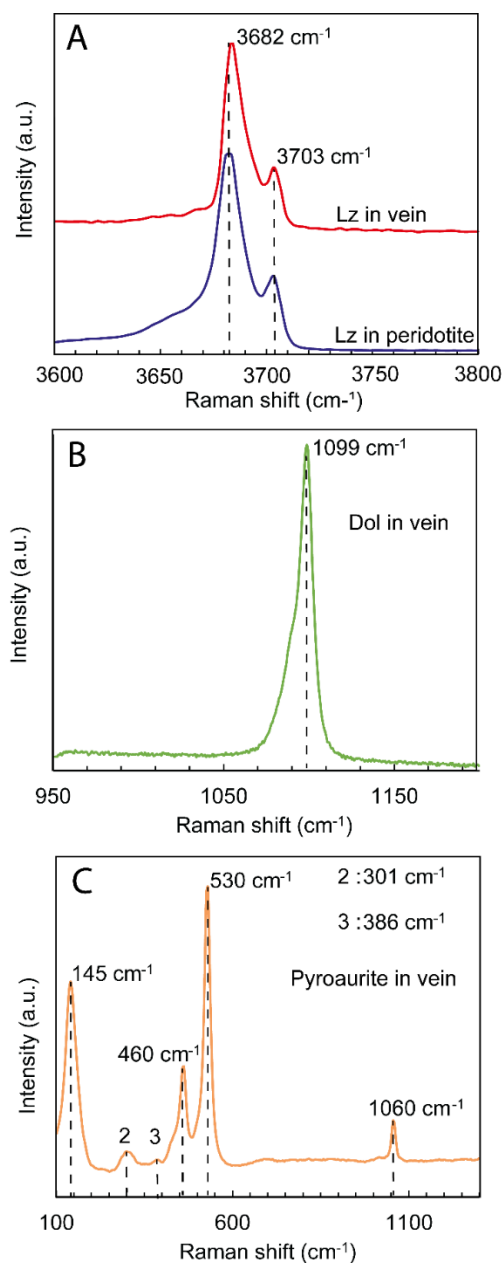 A
3682 cm⁻¹
3703 cm⁻¹
Lz in vein
Lz in peridotite
Intensity (a.u.)
3600 3650 3700 3750 3800
Raman shift (cm-¹)
B
1099 cm⁻¹
Dol in vein
Intensity (a.u.)
950 1050 1150
Raman shift (cm⁻¹)
C
530 cm⁻¹
2 :301 cm⁻¹
3 :386 cm⁻¹
145 cm⁻¹
Pyroaurite in vein
460 cm⁻¹
1060 cm⁻¹
2 3
Intensity (a.u.)
100 600 1100
Raman shift (cm⁻¹)